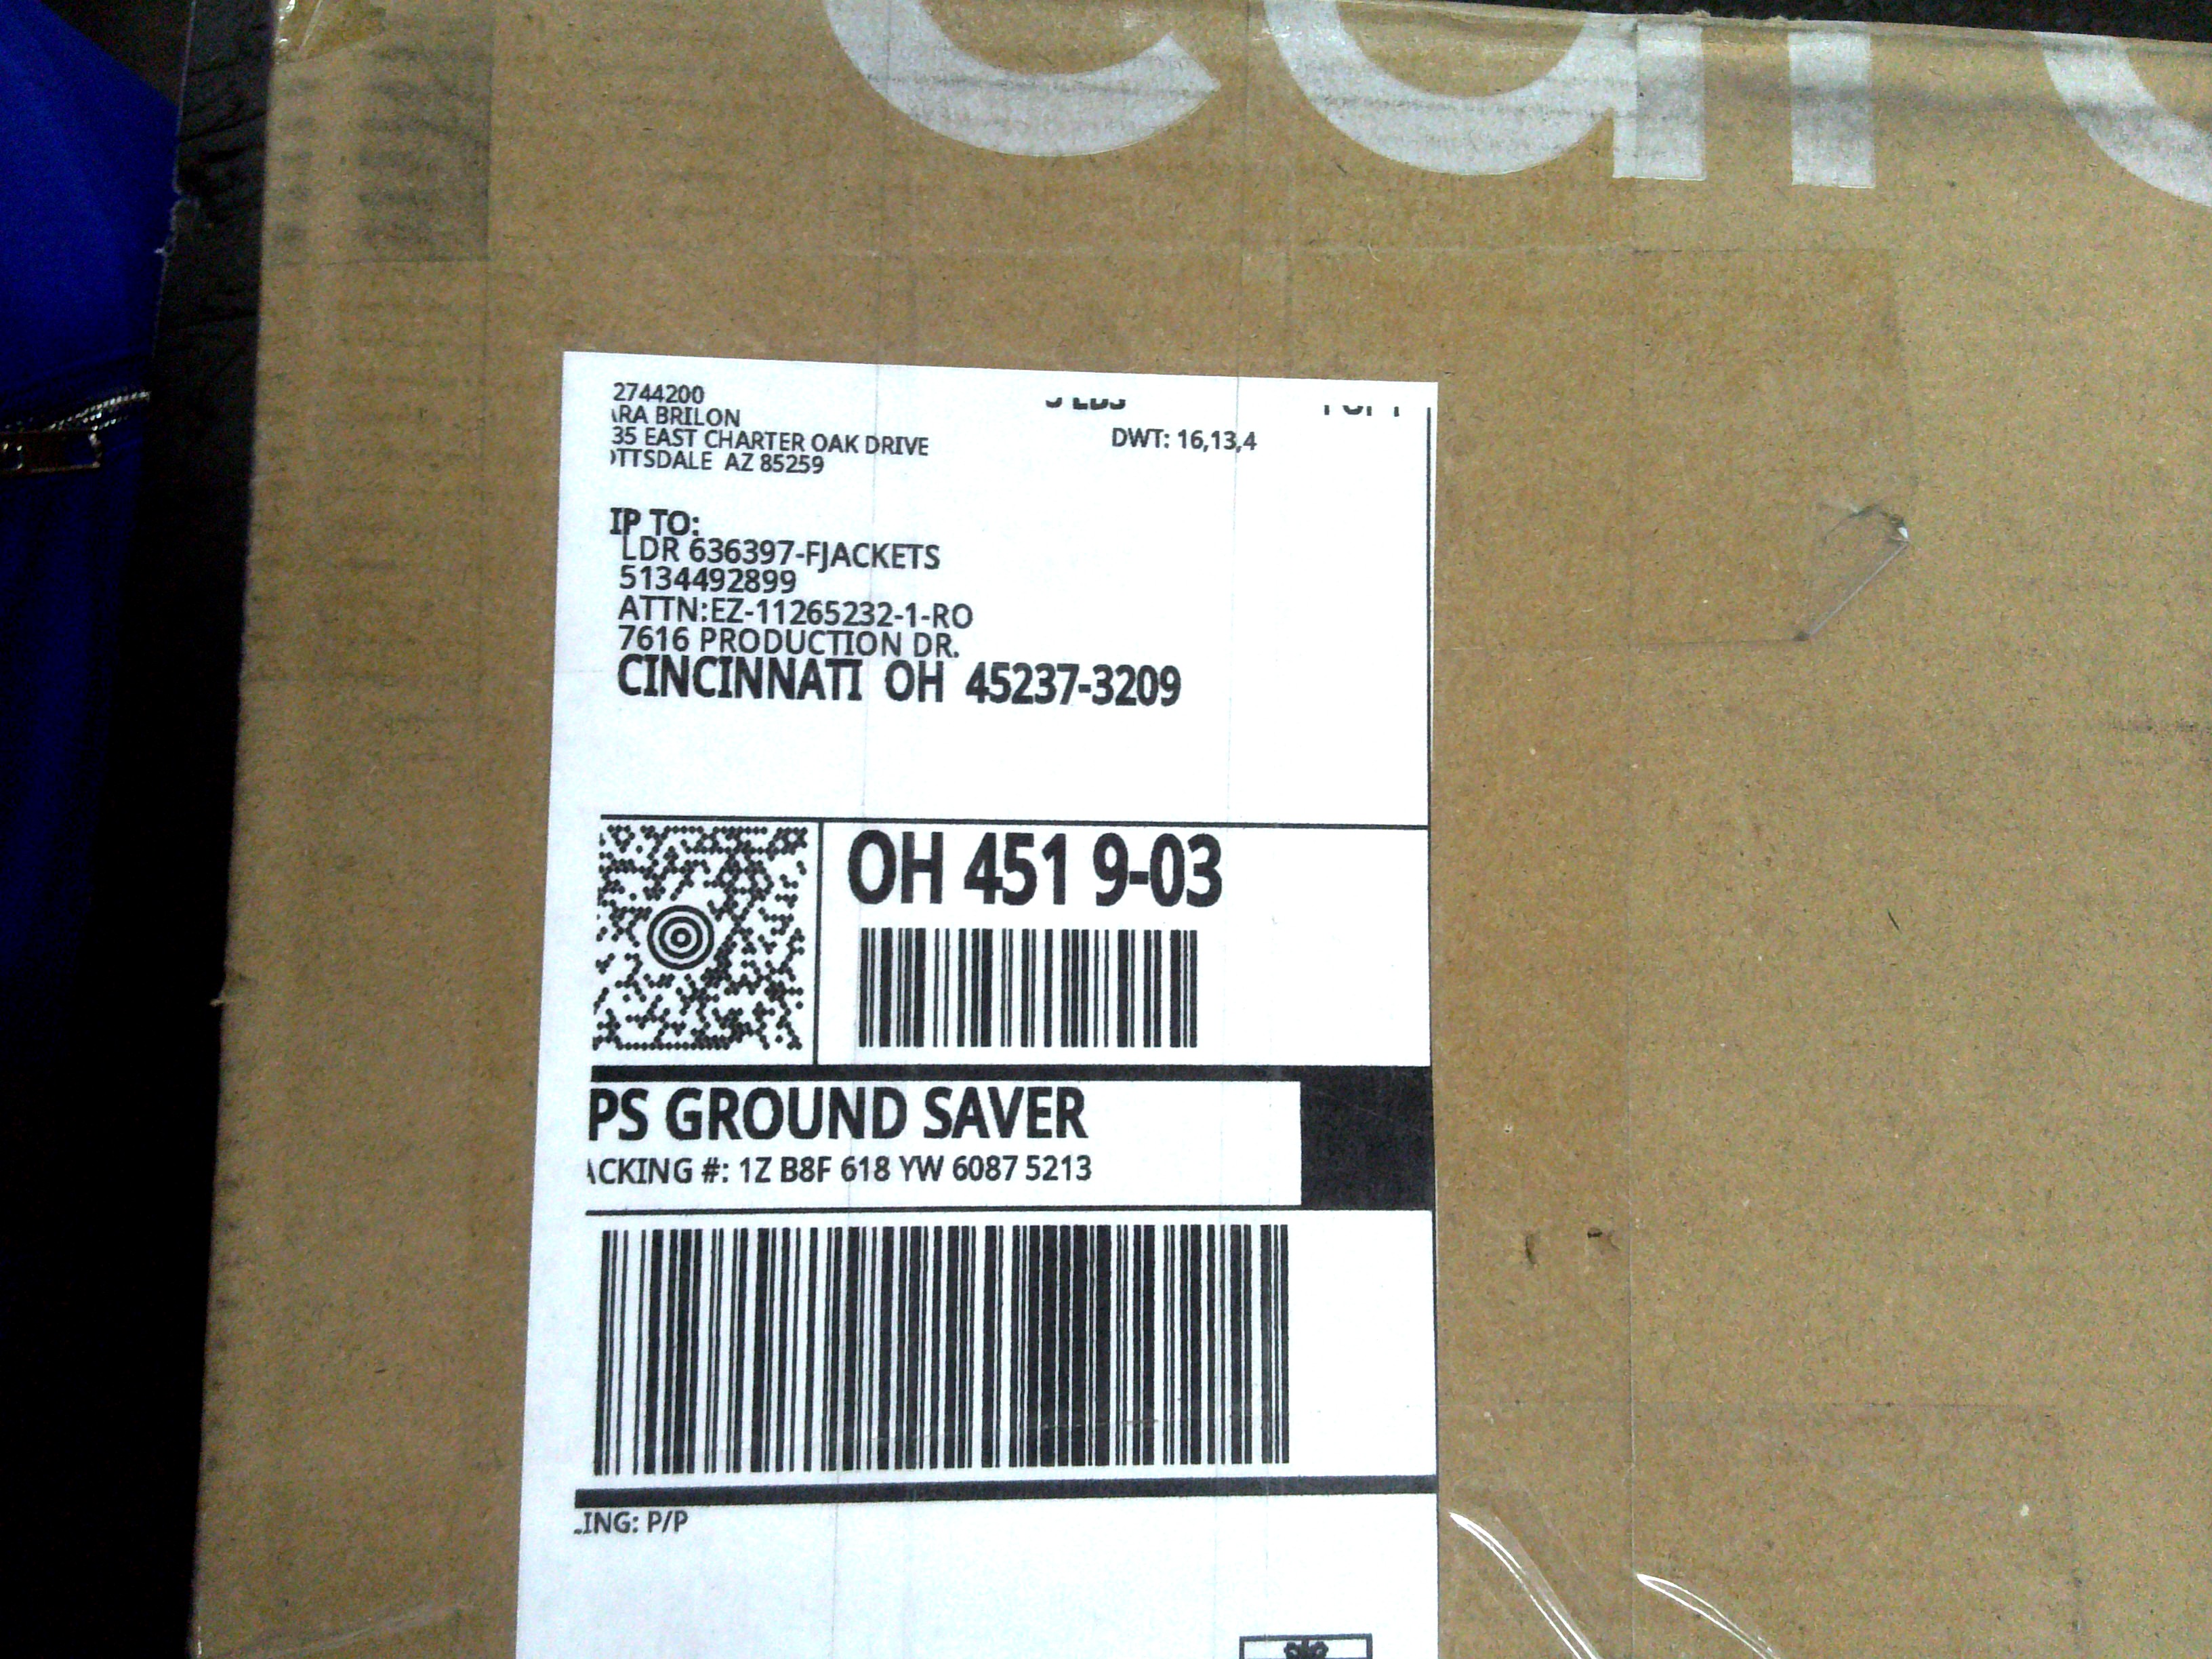 2744200
RA BRILON
35 EAST CHARTER OAK DRIVE
OTTSDALE AZ 85259
DWT: 16,13,4
IP TO:
LDR 636397-FJACKETS
5134492899
ATTN:EZ-11265232-1-RO
7616 PRODUCTION DR.
CINCINNATI OH 45237-3209
OH 451 9-03
PS GROUND SAVER
ACKING #: 1Z B8F 618 YW 6087 5213
ING: P/P